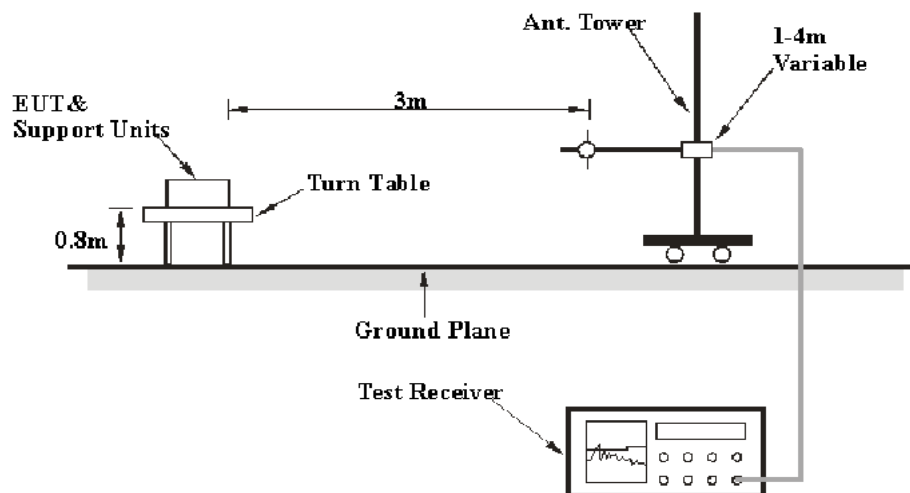 Ant. Tower
1-4m
Variable
3m
EUT&
Support Units
Turn Table
0.8m
Ground Plane
Test Receiver